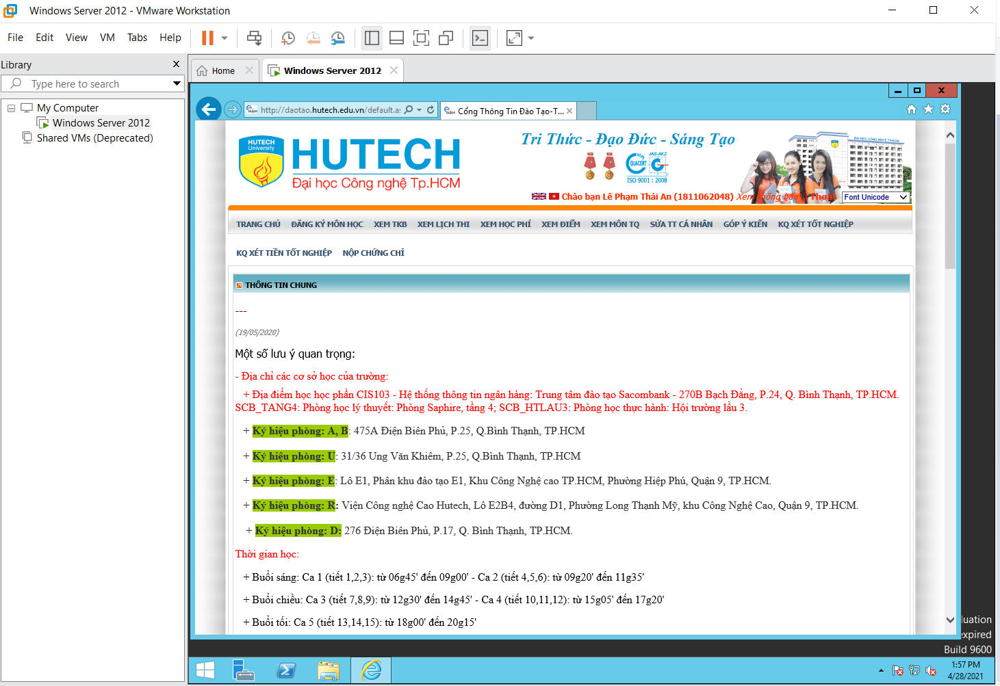 Windows Server 2012 - VMware Workstation
File Edit View VM Tabs Help
Library
Type here to search
My Computer
Windows Server 2012
Shared VMs (Deprecated)
Home
Windows Server 2012
http://daotao.hutech.edu.vn/default.a
Cổng Thông Tin Đào Tạo-T...
HUTECH
University
HUTECH
Đại học Công nghệ Tp.HCM
Tri Thức - Đạo Đức - Sáng Tạo
QUACERT
JAS-ANZ
ISO 9001 : 2008
ĐẠI HỌC CÔNG NGHỆ TP.HCM
Chào bạn Lê Phạm Thái An (1811062048) Xem thông báo Thoát
Font Unicode
TRANG CHỦ ĐĂNG KÝ MÔN HỌC XEM TKB XEM LỊCH THI XEM HỌC PHÍ XEM ĐIỂM XEM MÔN TQ SỬA TT CÁ NHÂN GÓP Ý KIẾN KQ XÉT TỐT NGHIỆP
KQ XÉT TIỀN TỐT NGHIỆP NỘP CHỨNG CHỈ
THÔNG TIN CHUNG
---
(19/05/2020)
Một số lưu ý quan trọng:
- Địa chỉ các cơ sở học của trường:
+ Địa điểm học học phần CIS103 - Hệ thống thông tin ngân hàng: Trung tâm đào tạo Sacombank - 270B Bạch Đằng, P.24, Q. Bình Thạnh, TP.HCM.
SCB_TANG4: Phòng học lý thuyết: Phòng Saphire, tầng 4; SCB_HTLAU3: Phòng học thực hành: Hội trường lầu 3.
+ Ký hiệu phòng: A, B: 475A Điện Biên Phủ, P.25, Q.Bình Thạnh, TP.HCM
+ Ký hiệu phòng: U: 31/36 Ung Văn Khiêm, P.25, Q.Bình Thạnh, TP.HCM
+ Ký hiệu phòng: E: Lô E1, Phân khu đào tạo E1, Khu Công Nghệ cao TP.HCM, Phường Hiệp Phú, Quận 9, TP.HCM.
+ Ký hiệu phòng: R: Viện Công nghệ Cao Hutech, Lô E2B4, đường D1, Phường Long Thạnh Mỹ, khu Công Nghệ Cao, Quận 9, TP.HCM.
+ Ký hiệu phòng: D: 276 Điện Biên Phủ, P.17, Q. Bình Thạnh, TP.HCM.
Thời gian học:
+ Buổi sáng: Ca 1 (tiết 1,2,3): từ 06g45' đến 09g00' - Ca 2 (tiết 4,5,6): từ 09g20' đến 11g35'
+ Buổi chiều: Ca 3 (tiết 7,8,9): từ 12g30' đến 14g45' - Ca 4 (tiết 10,11,12): từ 15g05' đến 17g20'
+ Buổi tối: Ca 5 (tiết 13,14,15): từ 18g00' đến 20g15'
luation
expired
Build 9600
1:57 PM
4/28/2021